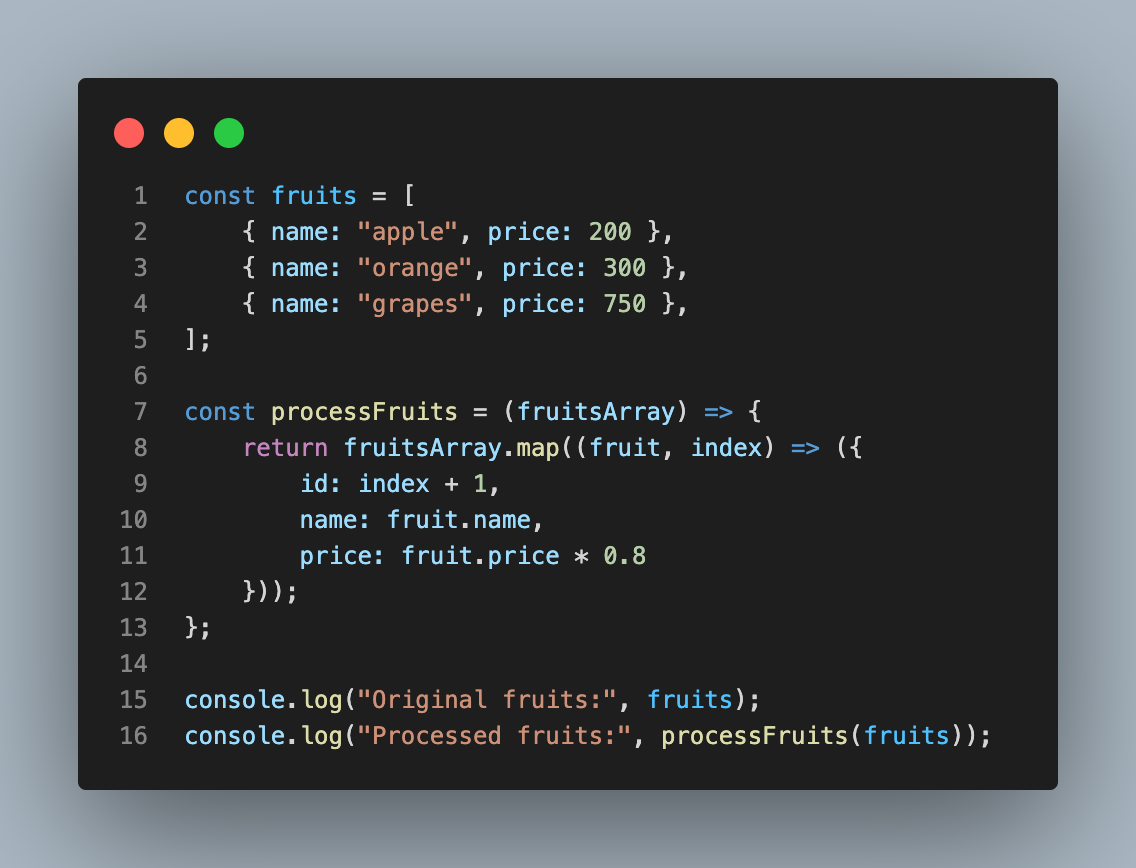 1 const fruits = [
2     { name: "apple", price: 200 },
3     { name: "orange", price: 300 },
4     { name: "grapes", price: 750 },
5 ];
6
7 const processFruits = (fruitsArray) => {
8     return fruitsArray.map((fruit, index) => ({
9         id: index + 1,
10         name: fruit.name,
11         price: fruit.price * 0.8
12     }));
13 };
14
15 console.log("Original fruits:", fruits);
16 console.log("Processed fruits:", processFruits(fruits));